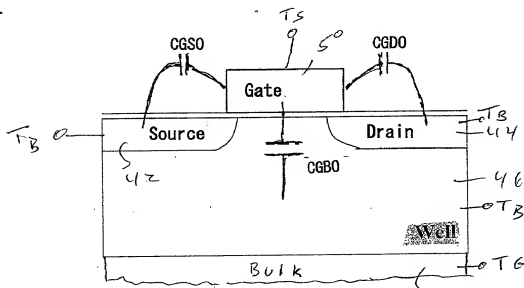 TS
CGSO
50
CGDO
Gate
TB
Source
Drain
TB
44
42
CGBO
46
TB
Well
Bulk
TG